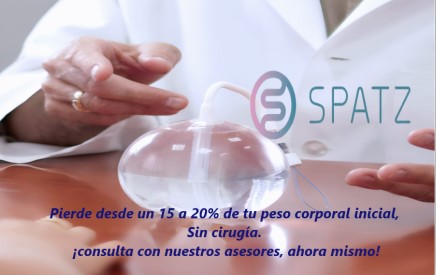 SPATZ
Pierde desde un 15 a 20% de tu peso corporal inicial,
Sin cirugía.
¡consulta con nuestros asesores, ahora mismo!